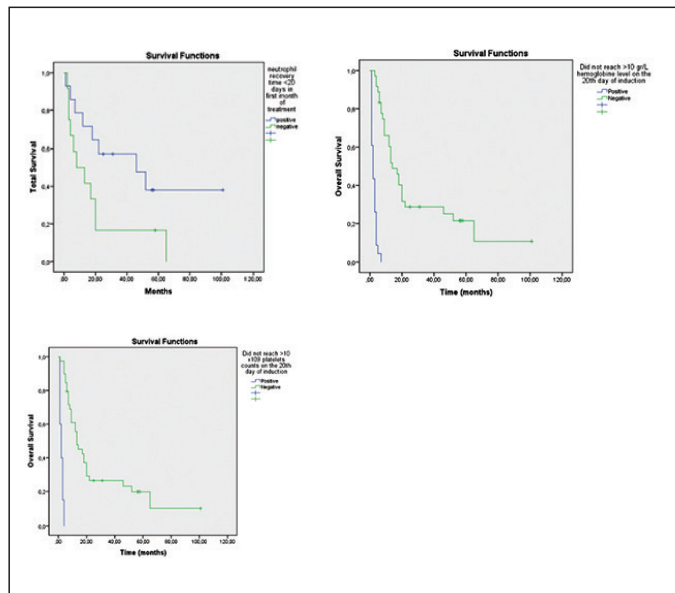 Survival Functions
neutrophil
recovery
time <20
days in
first month
of
treatment
positive
negative
Total Survival
1,0
0,8
0,6
0,4
0,2
0,0
,00
20,00
40,00
60,00
80,00
100,00
120,00
Months
Survival Functions
Did not reach >10 gr/L
hemoglobine level on the
20th day of induction
Positive
Negative
Overall Survival
1,0
0,8
0,6
0,4
0,2
0,0
,00
20,00
40,00
60,00
80,00
100,00
120,00
Time (months)
Survival Functions
Did not reach >10
x109 platelets
counts on the 20th
day of induction
Positive
Negative
Overall Survival
1,0
0,8
0,6
0,4
0,2
0,0
,00
20,00
40,00
60,00
80,00
100,00
120,00
Time (months)